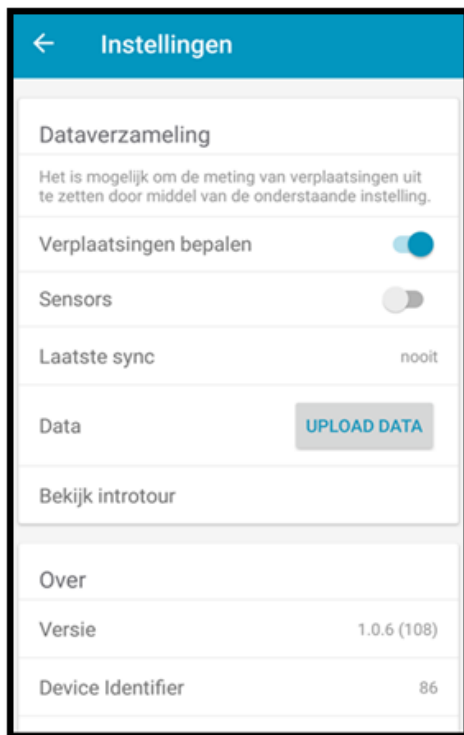 Instellingen
Dataverzameling
Het is mogelijk om de meting van verplaatsingen uit
te zetten door middel van de onderstaande instelling.
Verplaatsingen bepalen
Sensors
Laatste sync nooit
Data UPLOAD DATA
Bekijk introtour
Over
Versie 1.0.6 (108)
Device Identifier 86